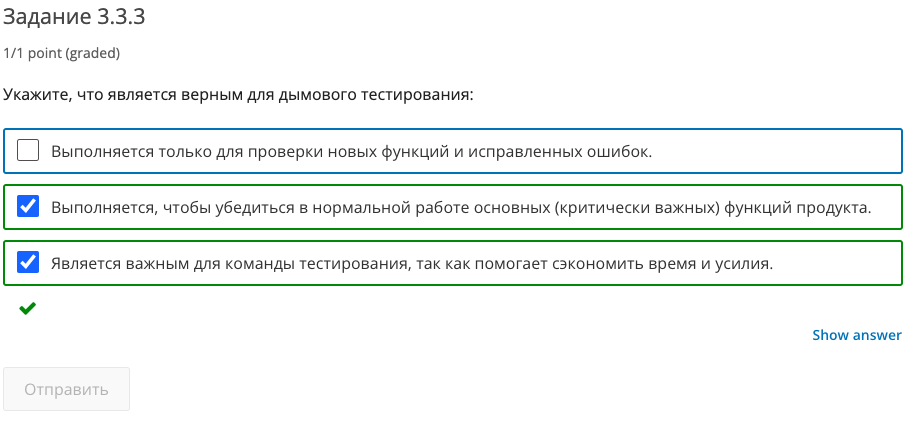 Задание 3.3.3
1/1 point (graded)
Укажите, что является верным для дымового тестирования:
Выполняется только для проверки новых функций и исправленных ошибок.
Выполняется, чтобы убедиться в нормальной работе основных (критически важных) функций продукта.
Является важным для команды тестирования, так как помогает сэкономить время и усилия.
Show answer
Отправить